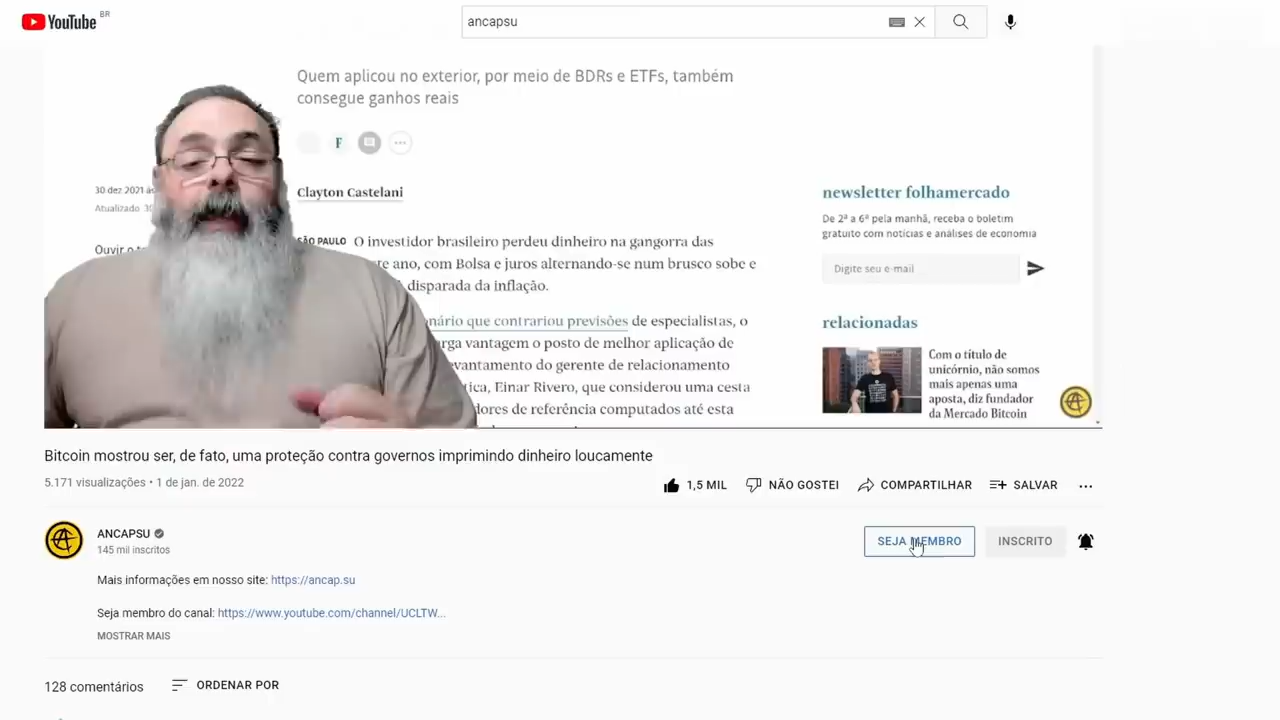 YouTube BR
ancapsu
Quem aplicou no exterior, por meio de BDRs e ETFs, também
consegue ganhos reais
F
30 dez 2021
Clayton Castelani
Atualizado
Ouvir o
SÃO PAULO O investidor brasileiro perdeu dinheiro na gangorra das
te ano, com Bolsa e juros alternando-se num brusco sobe e
disparada da inflação.
nário que contrariou previsões de especialistas, o
rga vantagem o posto de melhor aplicação de
evantamento do gerente de relacionamento
tica, Einar Rivero, que considerou uma cesta
dores de referência computados até esta
newsletter folhamercado
De 2ª a 6ª pela manhã, receba o boletim
gratuito com notícias e análises de economia
Digite seu e-mail
relacionadas
Com o título de
unicórnio, não somos
mais apenas uma
aposta, diz fundador
da Mercado Bitcoin
Bitcoin mostrou ser, de fato, uma proteção contra governos imprimindo dinheiro loucamente
5.171 visualizações • 1 de jan. de 2022
1,5 MIL NÃO GOSTEI COMPARTILHAR SALVAR
ANCAPSU
145 mil inscritos
SEJA MEMBRO INSCRITO
Mais informações em nosso site: https://ancap.su
Seja membro do canal: https://www.youtube.com/channel/UCLTW...
MOSTRAR MAIS
128 comentários ORDENAR POR